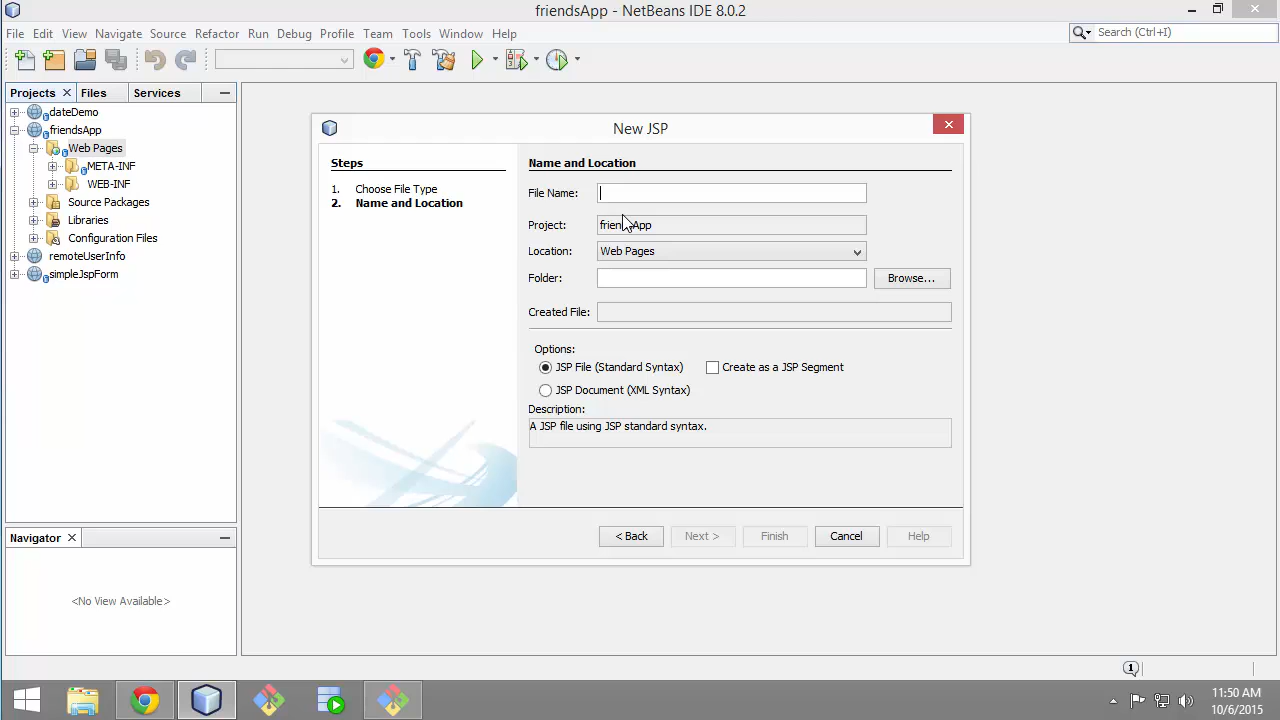 friendsApp - NetBeans IDE 8.0.2
File Edit View Navigate Source Refactor Run Debug Profile Team Tools Window Help
Search (Ctrl+I)
Projects Files Services
dateDemo
friendsApp
Web Pages
META-INF
WEB-INF
Source Packages
Libraries
Configuration Files
remoteUserInfo
simpleJspForm
Navigator
<No View Available>
New JSP
Steps
1. Choose File Type
2. Name and Location
Name and Location
File Name:
Project: friendsApp
Location: Web Pages
Folder: Browse...
Created File:
Options:
JSP File (Standard Syntax) Create as a JSP Segment
JSP Document (XML Syntax)
Description:
A JSP file using JSP standard syntax.
< Back Next > Finish Cancel Help
1
11:50 AM
10/6/2015